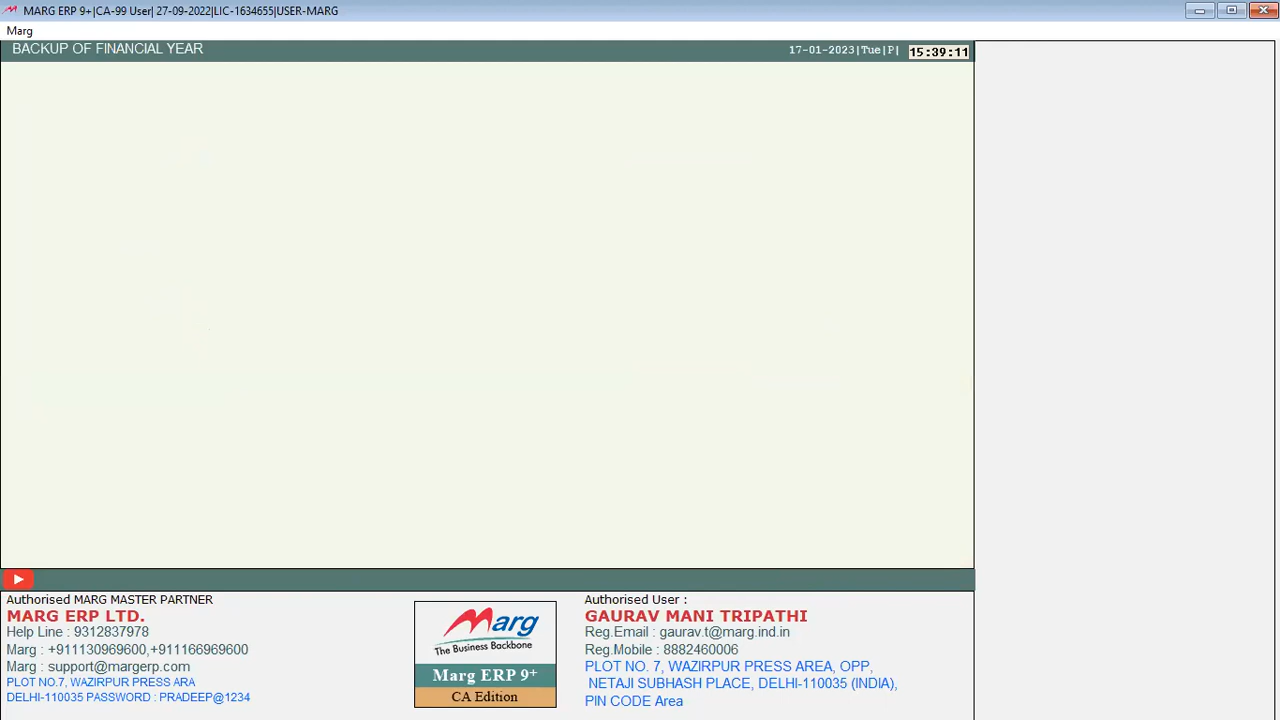 MARG ERP 9+|CA-99 User| 27-09-2022|LIC-1634655|USER-MARG
Marg
BACKUP OF FINANCIAL YEAR
17-01-2023|Tue|P| 15:39:11
Authorised MARG MASTER PARTNER
MARG ERP LTD.
Help Line : 9312837978
Marg : +911130969600,+911166969600
Marg : support@margerp.com
PLOT NO.7, WAZIRPUR PRESS ARA
DELHI-110035 PASSWORD : PRADEEP@1234
Marg
The Business Backbone
Marg ERP 9+
CA Edition
Authorised User :
GAURAV MANI TRIPATHI
Reg.Email : gaurav.t@marg.ind.in
Reg.Mobile : 8882460006
PLOT NO. 7, WAZIRPUR PRESS AREA, OPP,
NETAJI SUBHASH PLACE, DELHI-110035 (INDIA),
PIN CODE Area